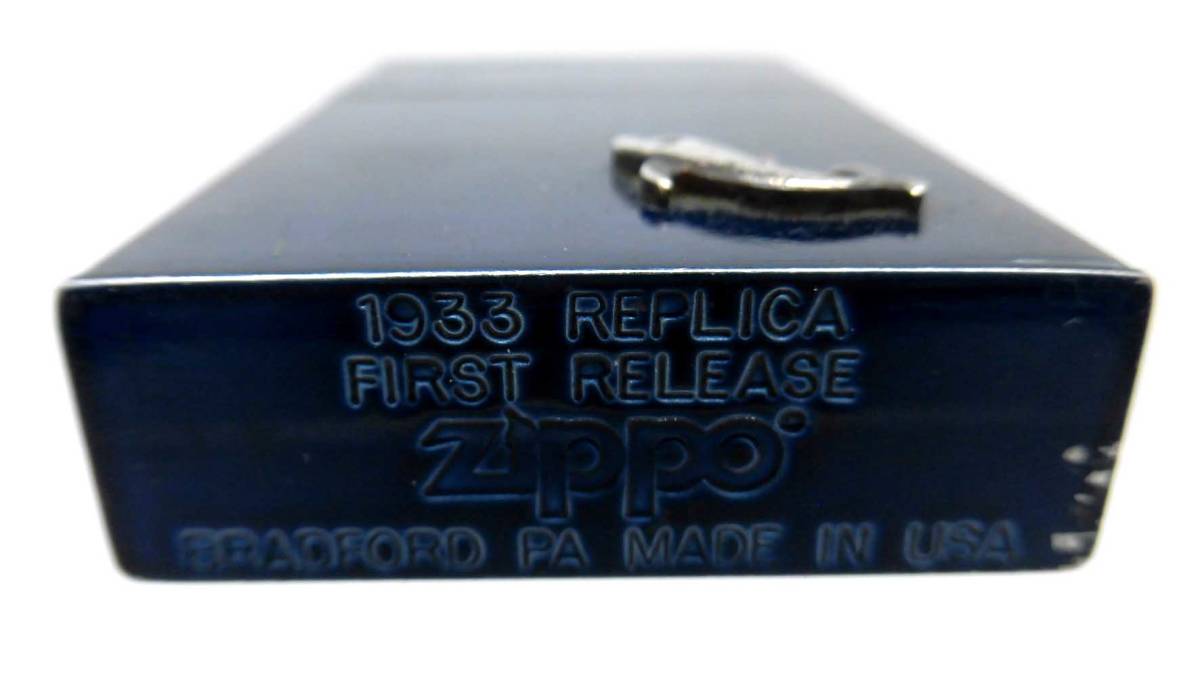 1933 REPLICA
FIRST RELEASE
Zippo
BRADFORD PA MADE IN USA